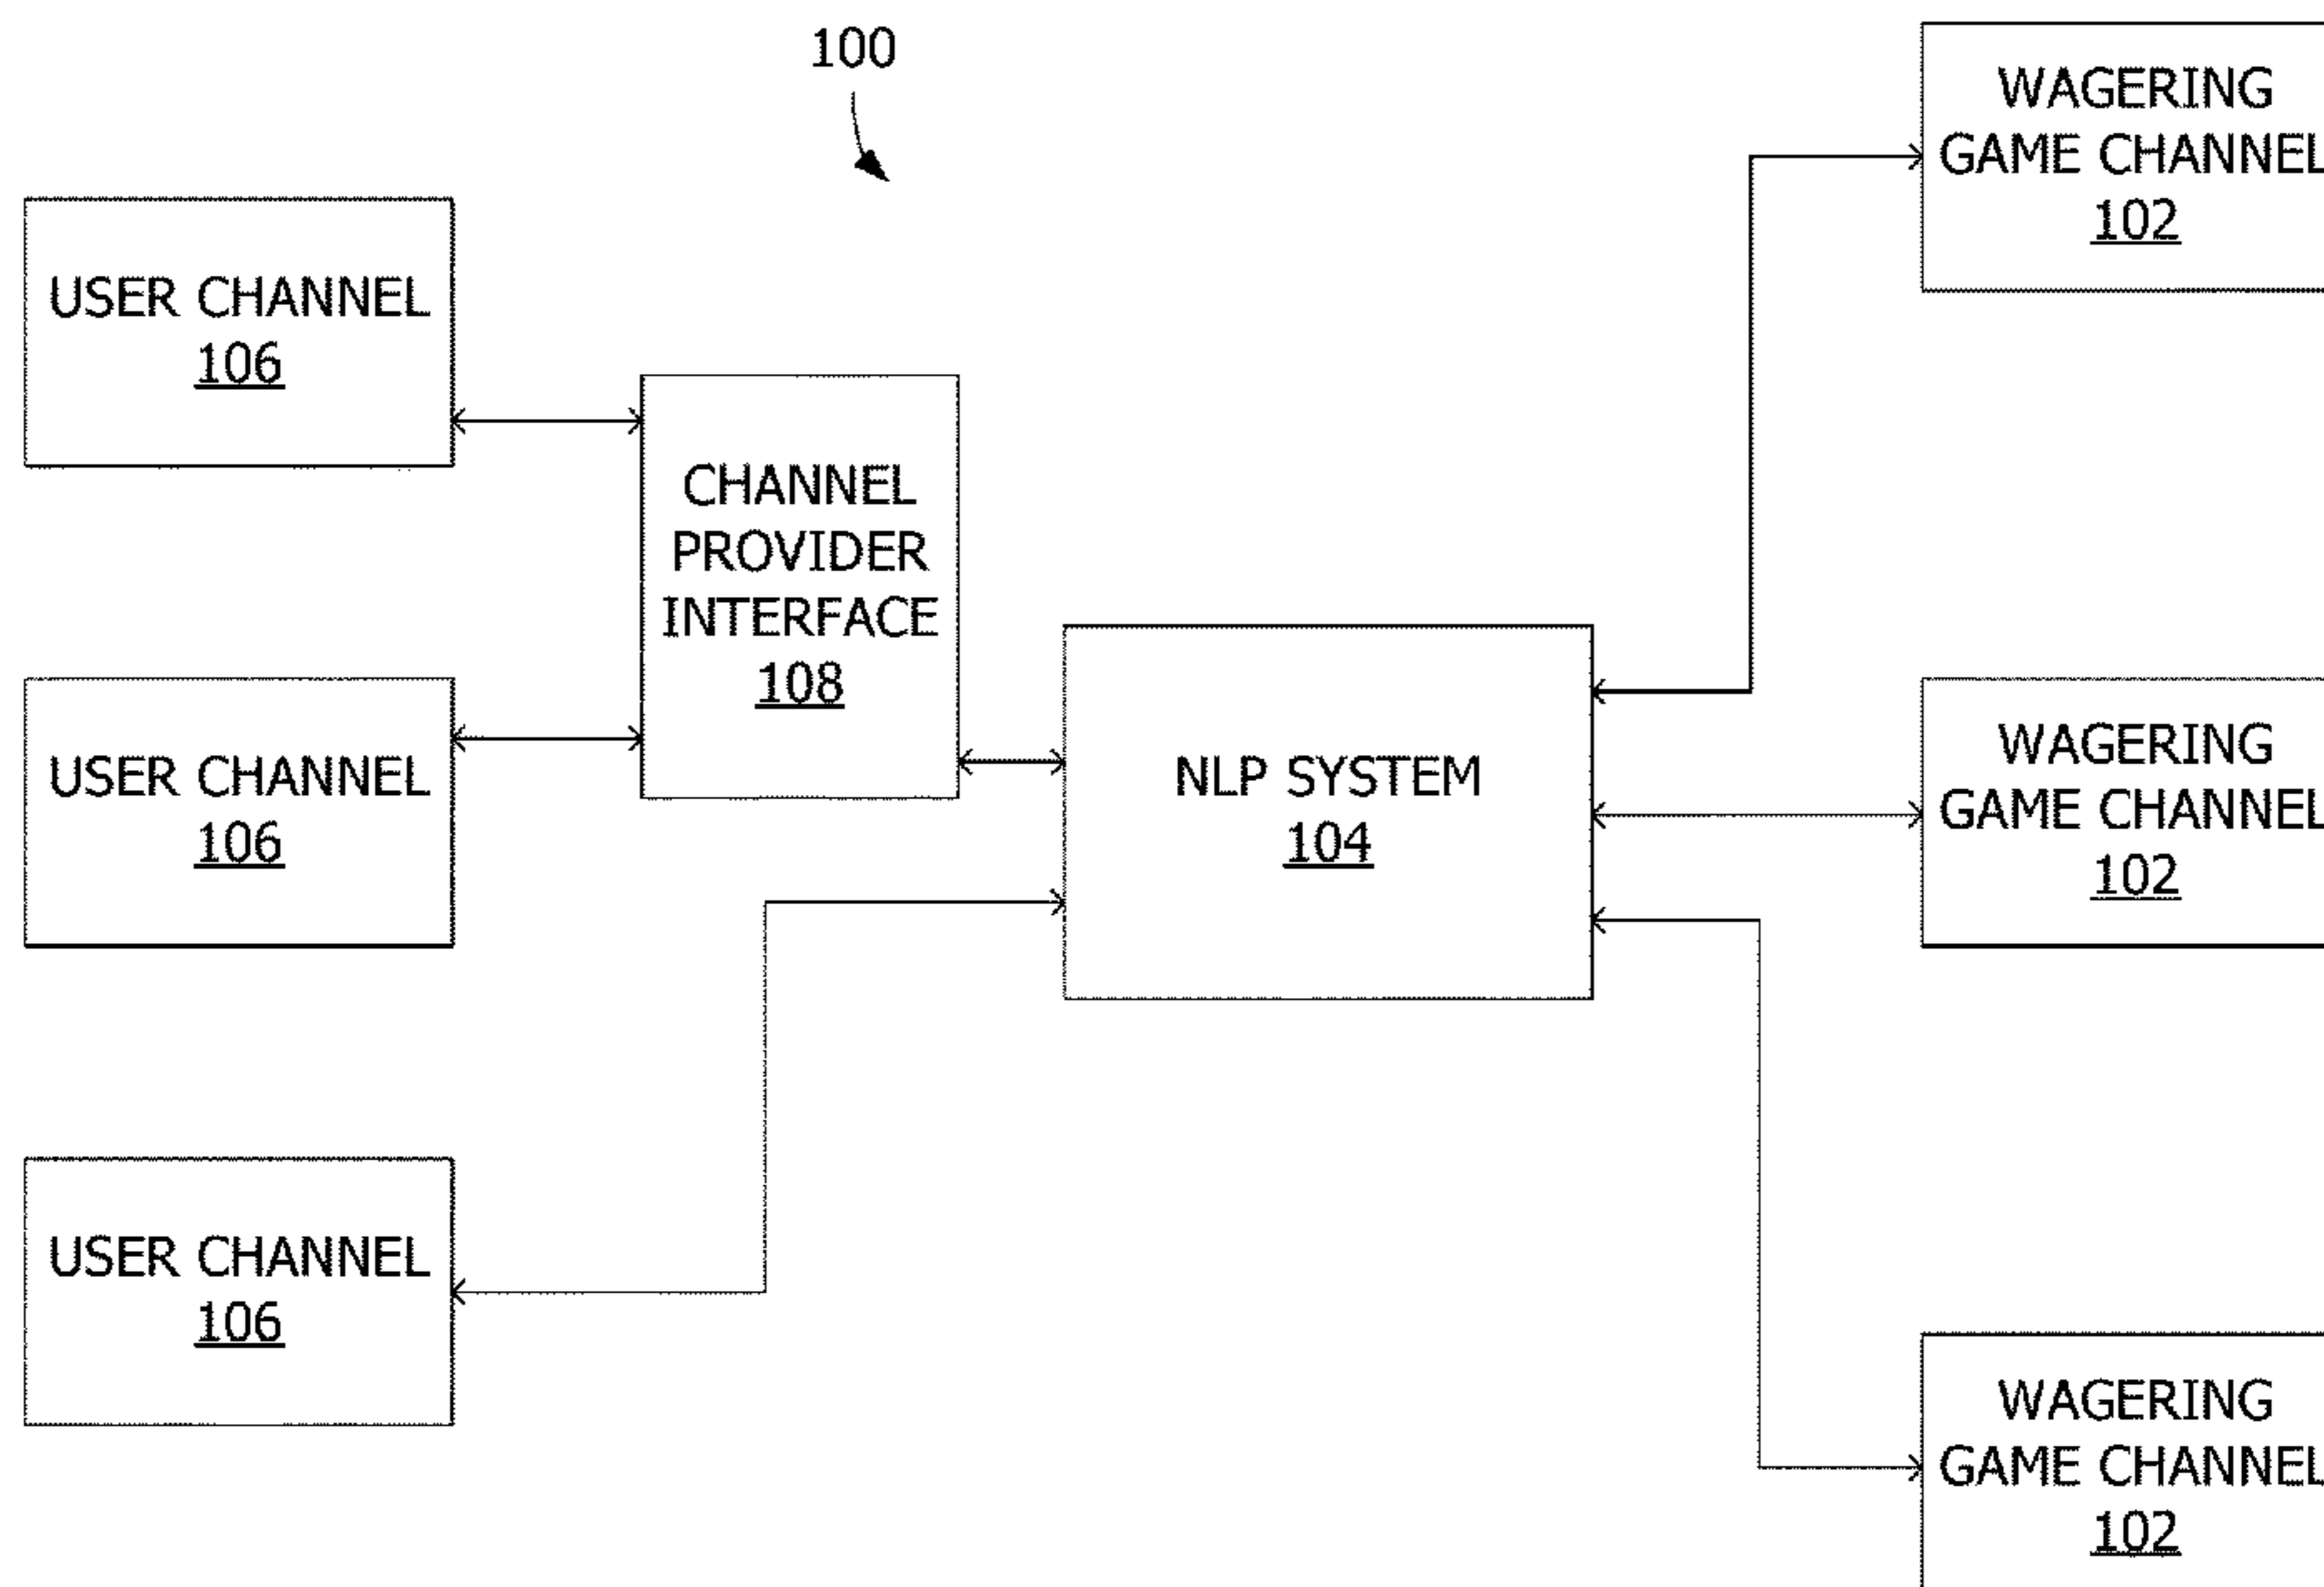 100
WAGERING
GAME CHANNEL
102
USER CHANNEL
106
CHANNEL
PROVIDER
INTERFACE
108
USER CHANNEL
106
NLP SYSTEM
104
WAGERING
GAME CHANNEL
102
USER CHANNEL
106
WAGERING
GAME CHANNEL
102